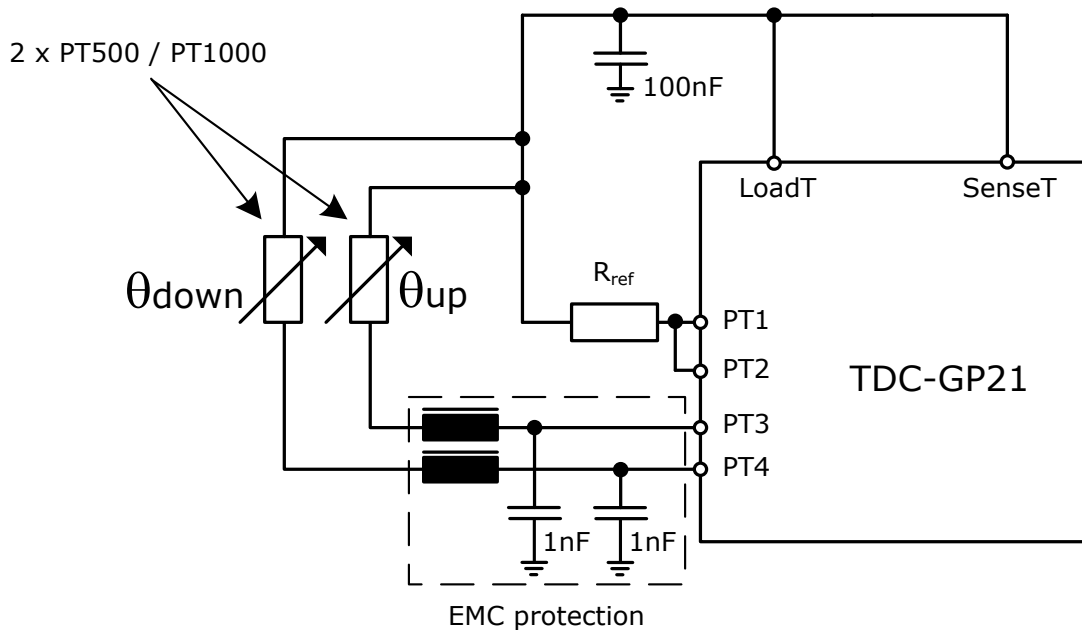 2 x PT500 / PT1000
100nF
LoadT
SenseT
θdown
θup
Rref
PT1
PT2
TDC-GP21
PT3
PT4
1nF
1nF
EMC protection